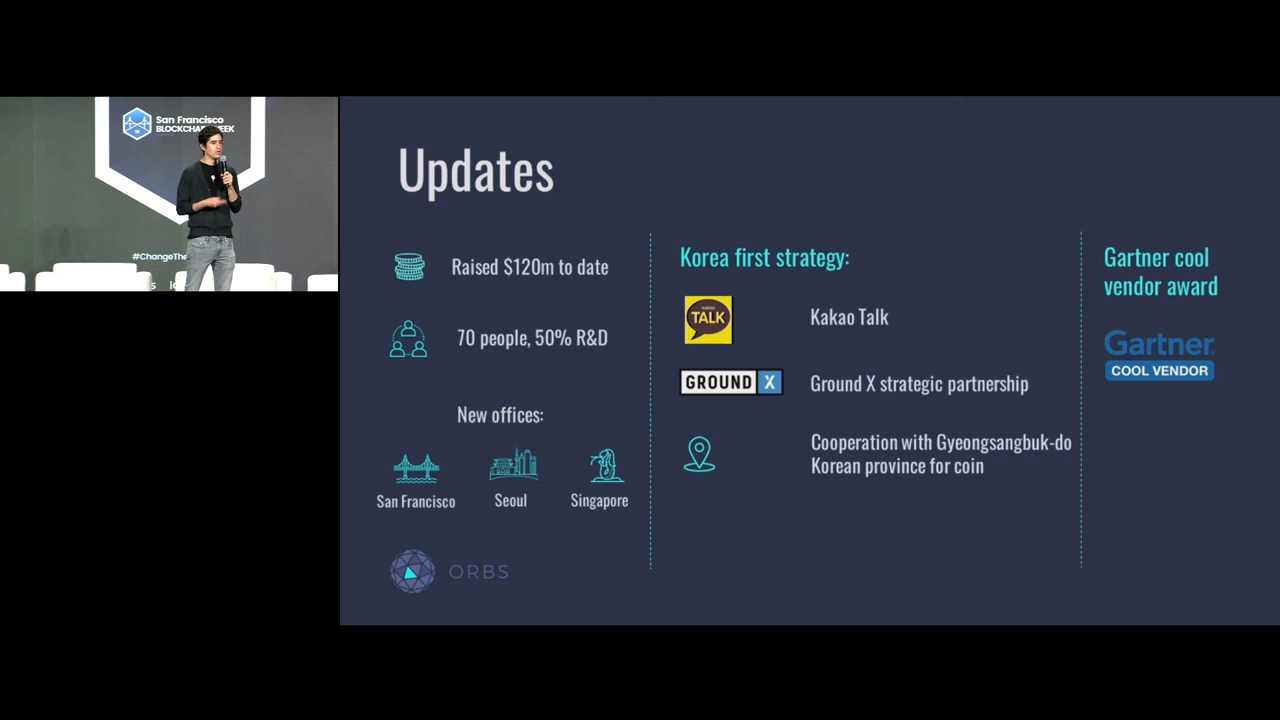 San Francisco
#ChangeThe
Updates
Raised $120m to date
70 people, 50% R&D
New offices:
San Francisco
Seoul
Singapore
ORBS
Korea first strategy:
TALK
Kakao Talk
GROUND X
Ground X strategic partnership
Cooperation with Gyeongsangbuk-do
Korean province for coin
Gartner cool
vendor award
Gartner
COOL VENDOR